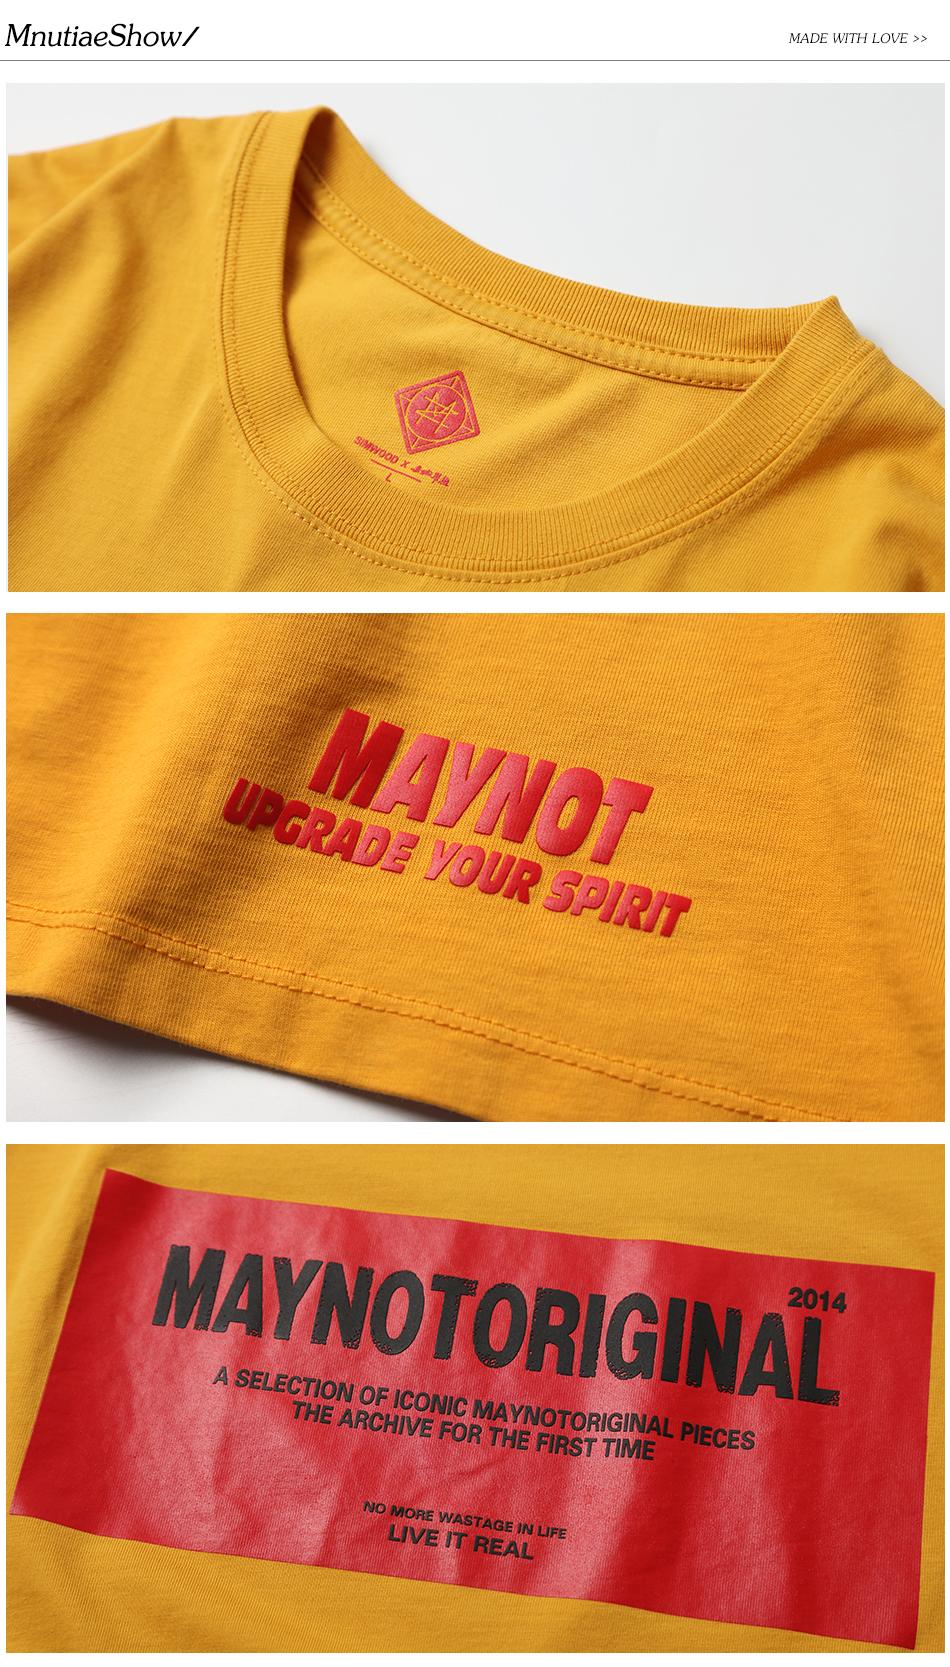 MnutiaeShow/
MADE WITH LOVE >>
SIMWOOD X
L
MAYNOT
UPGRADE YOUR SPIRIT
2014
MAYNOTORIGINAL
A SELECTION OF ICONIC MAYNOTORIGINAL PIECES
THE ARCHIVE FOR THE FIRST TIME
NO MORE WASTAGE IN LIFE
LIVE IT REAL